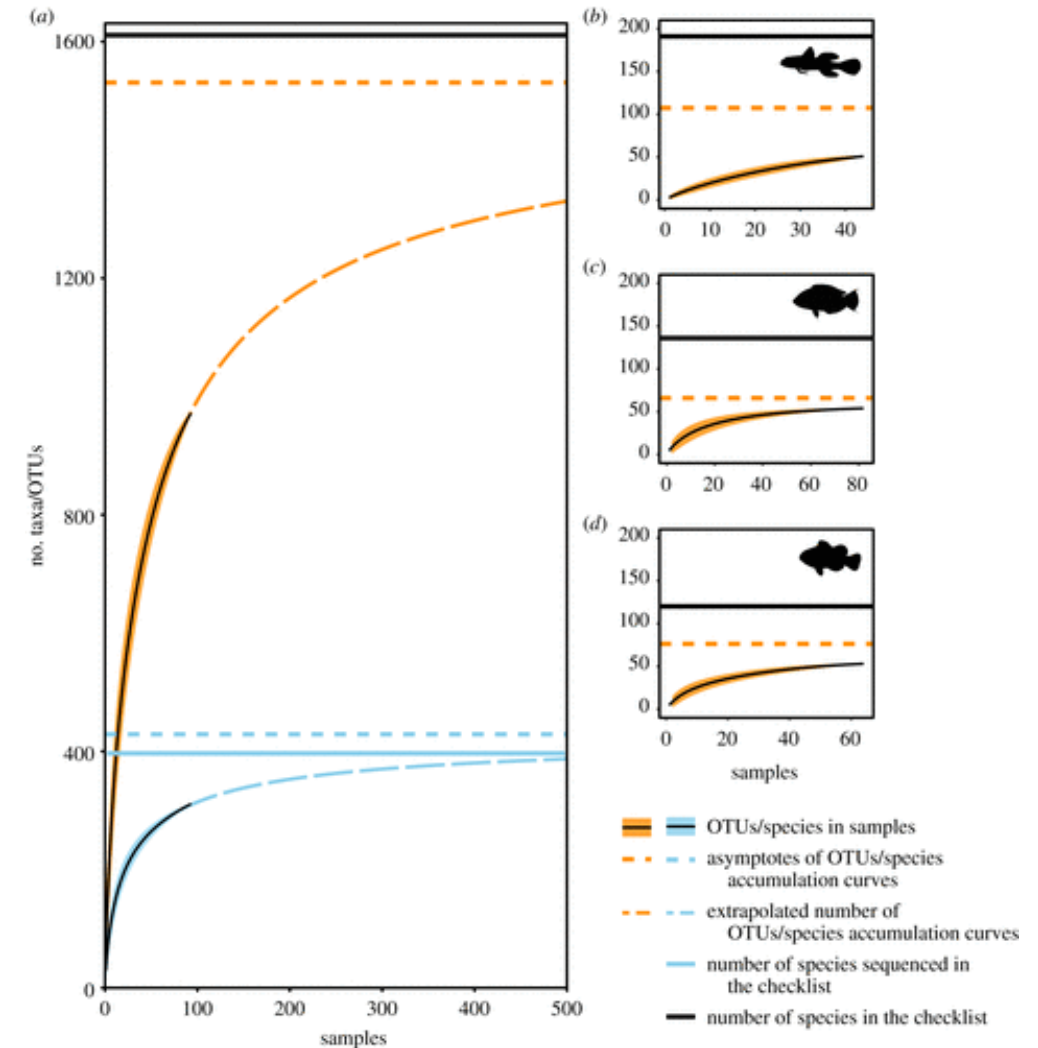 (a)
1600
1200
800
400
0
no. taxa/OTUs
0 100 200 300 400 500
samples
(b)
200
150
100
50
0
0 10 20 30 40
(c)
200
150
100
50
0
0 20 40 60 80
(d)
200
150
100
50
0
0 20 40 60
samples
OTUs/species in samples
asymptotes of OTUs/species
accumulation curves
extrapolated number of
OTUs/species accumulation curves
number of species sequenced in
the checklist
number of species in the checklist